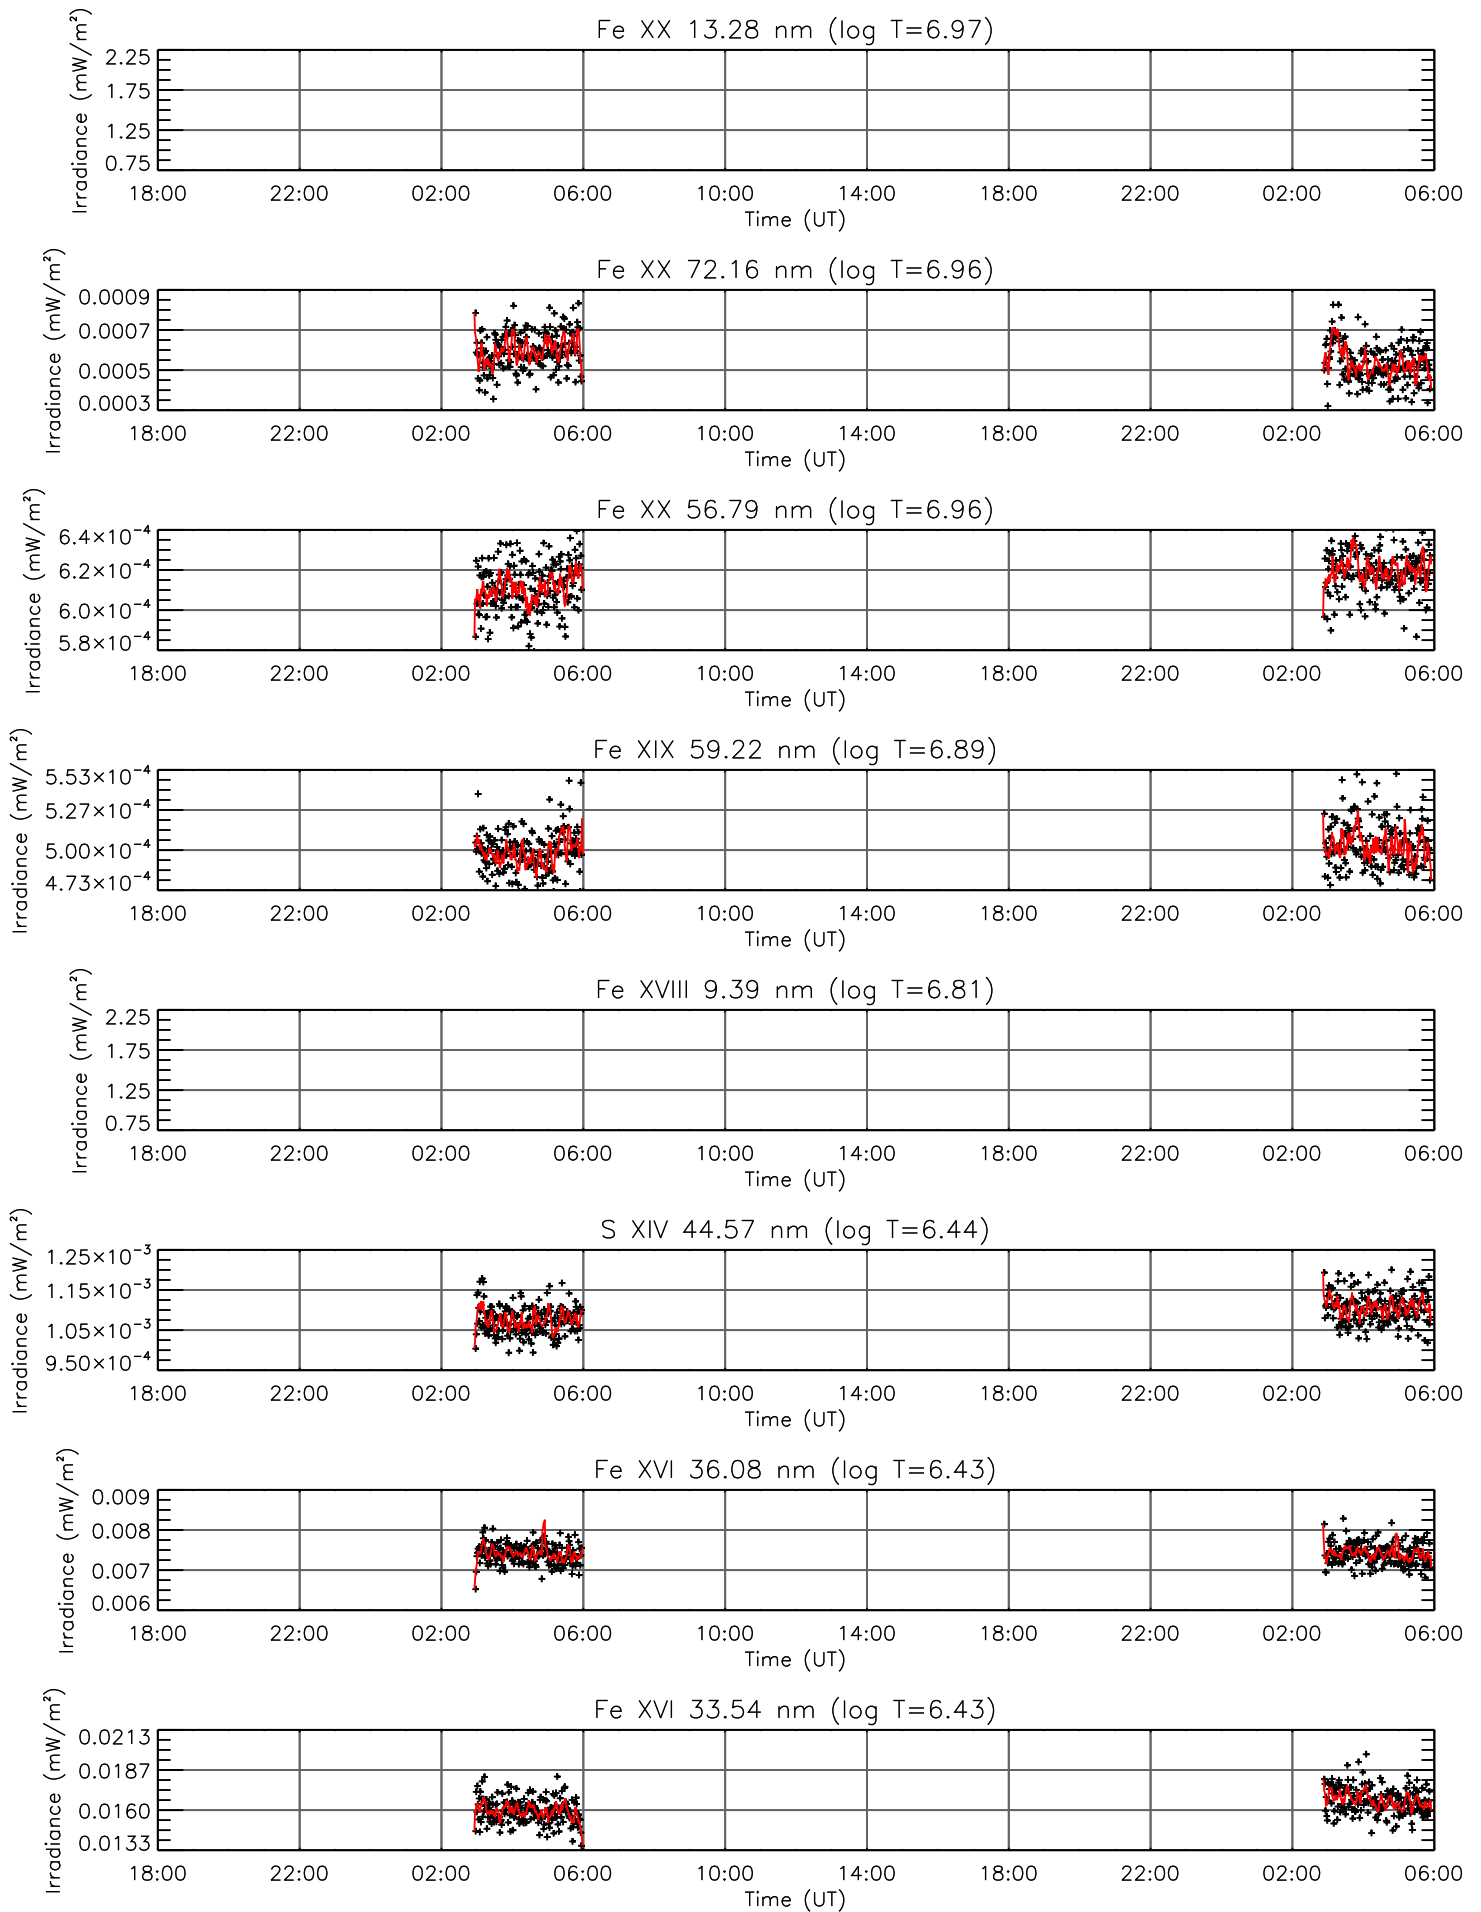 Fe XX 13.28 nm (log T=6.97)
Irradiance (mW/m²)
2.25
1.75
1.25
0.75
18:00 22:00 02:00 06:00 10:00 14:00 18:00 22:00 02:00 06:00
Time (UT)
Fe XX 72.16 nm (log T=6.96)
Irradiance (mW/m²)
0.0009
0.0007
0.0005
0.0003
18:00 22:00 02:00 06:00 10:00 14:00 18:00 22:00 02:00 06:00
Time (UT)
Fe XX 56.79 nm (log T=6.96)
Irradiance (mW/m²)
6.4×10⁻⁴
6.2×10⁻⁴
6.0×10⁻⁴
5.8×10⁻⁴
18:00 22:00 02:00 06:00 10:00 14:00 18:00 22:00 02:00 06:00
Time (UT)
Fe XIX 59.22 nm (log T=6.89)
Irradiance (mW/m²)
5.53×10⁻⁴
5.27×10⁻⁴
5.00×10⁻⁴
4.73×10⁻⁴
18:00 22:00 02:00 06:00 10:00 14:00 18:00 22:00 02:00 06:00
Time (UT)
Fe XVIII 9.39 nm (log T=6.81)
Irradiance (mW/m²)
2.25
1.75
1.25
0.75
18:00 22:00 02:00 06:00 10:00 14:00 18:00 22:00 02:00 06:00
Time (UT)
S XIV 44.57 nm (log T=6.44)
Irradiance (mW/m²)
1.25×10⁻³
1.15×10⁻³
1.05×10⁻³
9.50×10⁻⁴
18:00 22:00 02:00 06:00 10:00 14:00 18:00 22:00 02:00 06:00
Time (UT)
Fe XVI 36.08 nm (log T=6.43)
Irradiance (mW/m²)
0.009
0.008
0.007
0.006
18:00 22:00 02:00 06:00 10:00 14:00 18:00 22:00 02:00 06:00
Time (UT)
Fe XVI 33.54 nm (log T=6.43)
Irradiance (mW/m²)
0.0213
0.0187
0.0160
0.0133
18:00 22:00 02:00 06:00 10:00 14:00 18:00 22:00 02:00 06:00
Time (UT)